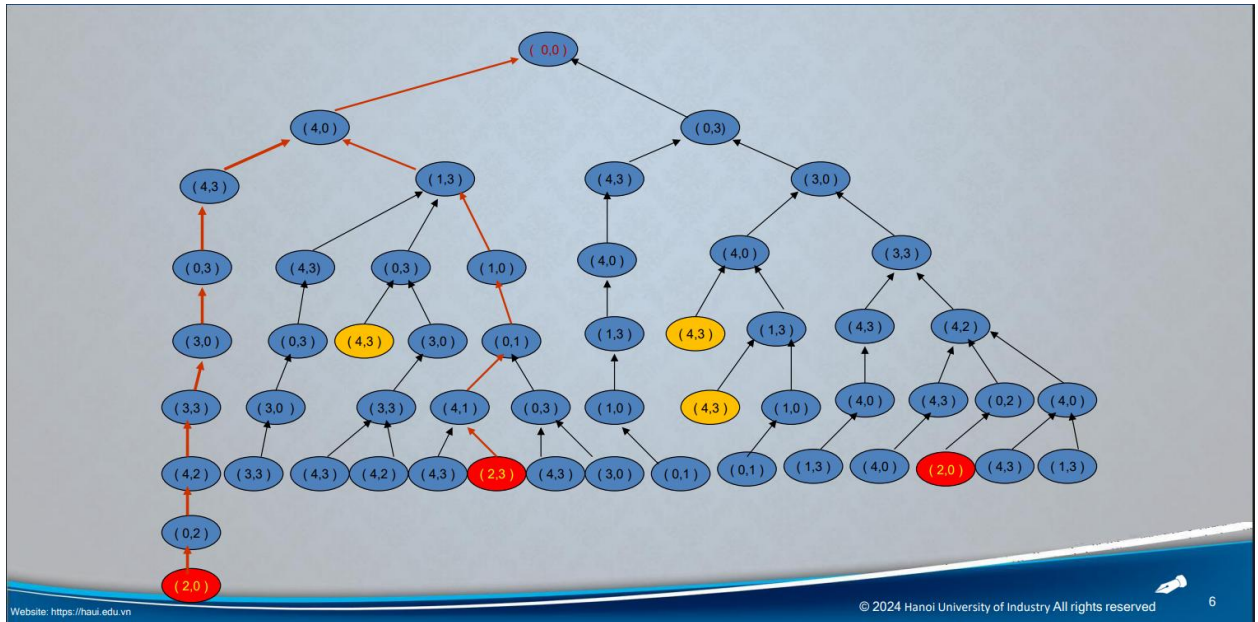 ( 0,0 )
( 4,0 )
( 0,3)
( 4,3 )
( 1,3 )
( 4,3 )
( 3,0 )
( 0,3 )
( 4,3)
( 0,3 )
( 1,0 )
( 4,0 )
( 4,0 )
( 3,3 )
( 3,0 )
( 0,3 )
( 4,3 )
( 3,0 )
( 0,1 )
( 1,3 )
( 4,3 )
( 1,3 )
( 4,3 )
( 4,2 )
( 3,3 )
( 3,0 )
( 3,3 )
( 4,1 )
( 0,3 )
( 1,0 )
( 4,3 )
( 1,0 )
( 4,0 )
( 4,3 )
( 0,2 )
( 4,0 )
( 4,2 )
( 3,3 )
( 4,3 )
( 4,2 )
( 4,3 )
( 2,3 )
( 4,3 )
( 3,0 )
( 0,1 )
( 0,1 )
( 1,3 )
( 4,0 )
( 2,0 )
( 4,3 )
( 1,3 )
( 0,2 )
( 2,0 )
Website: https://haui.edu.vn
© 2024 Hanoi University of Industry All rights reserved
6